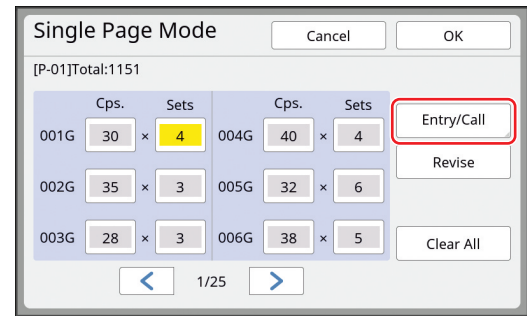 Single Page Mode Cancel OK
[P-01]Total:1151
Cps. Sets Cps. Sets
Entry/Call
001G 30 × 4 004G 40 × 4
Revise
002G 35 × 3 005G 32 × 6
003G 28 × 3 006G 38 × 5 Clear All
< 1/25 >